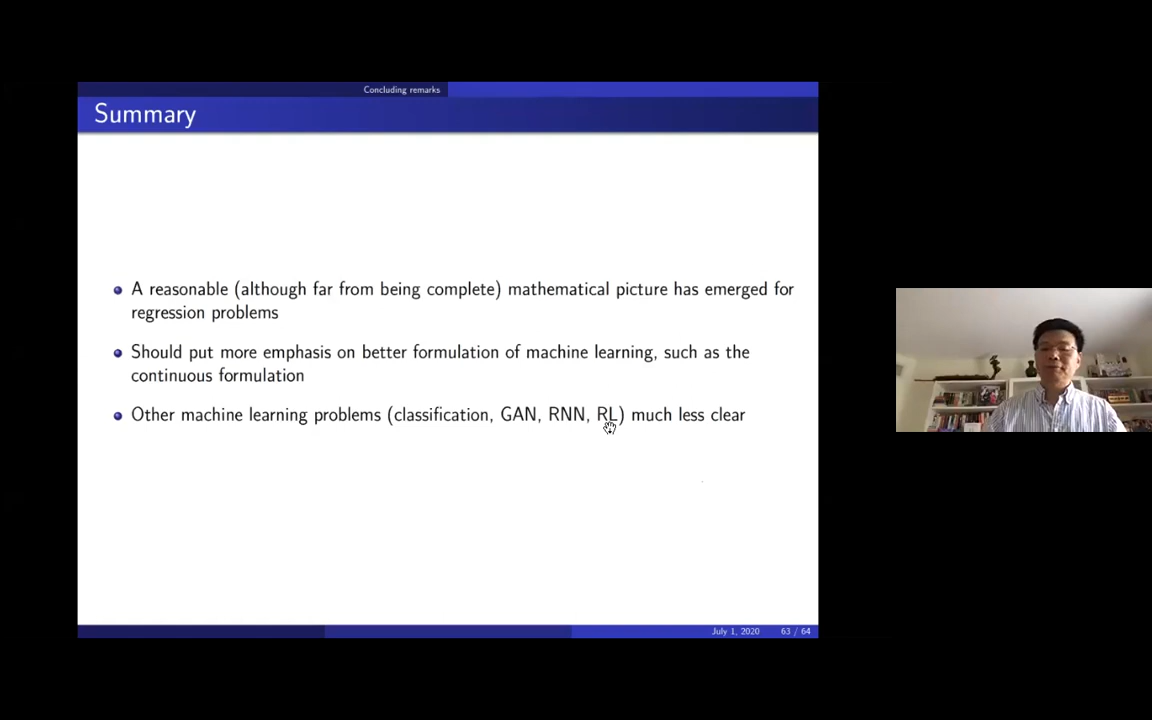 Concluding remarks
Summary
A reasonable (although far from being complete) mathematical picture has emerged for
regression problems
Should put more emphasis on better formulation of machine learning, such as the
continuous formulation
Other machine learning problems (classification, GAN, RNN, RL) much less clear
July 1, 2020 63 / 64